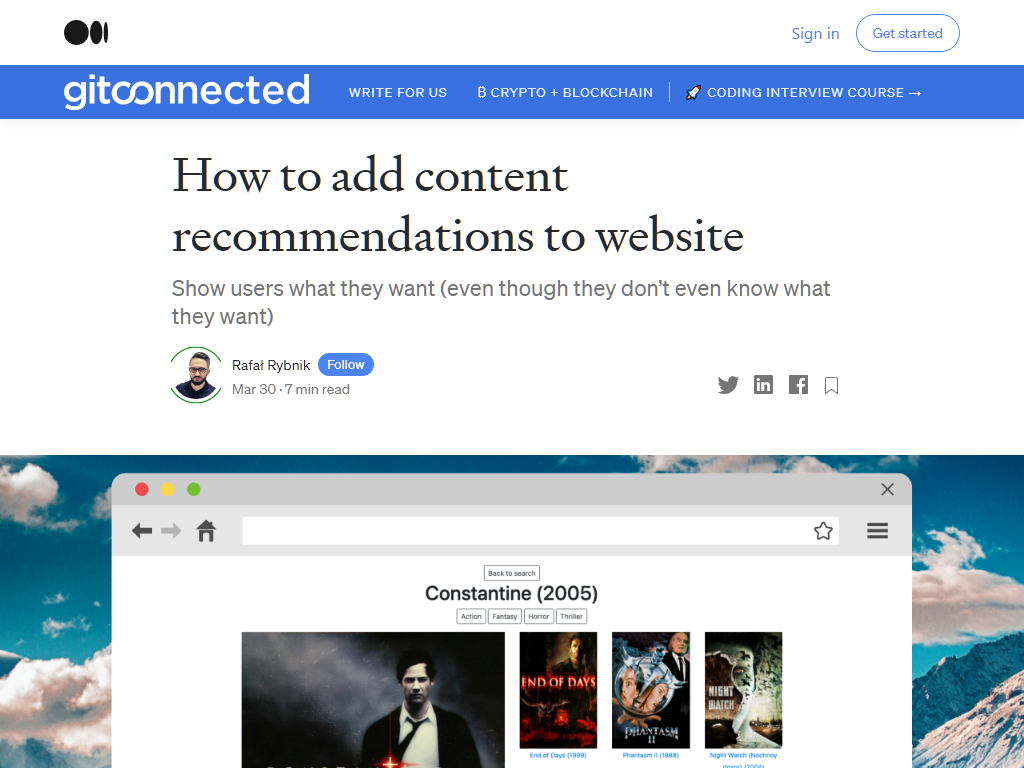 Sign in
Get started
gitconnected
WRITE FOR US
₿ CRYPTO + BLOCKCHAIN
🚀 CODING INTERVIEW COURSE →
How to add content
recommendations to website
Show users what they want (even though they don’t even know what
they want)
Rafał Rybnik
Follow
Mar 30 · 7 min read
Back to search
Constantine (2005)
Action
Fantasy
Horror
Thriller
END OF DAYS
PHANTASM
II
NIGHT
WATCH
End of Days (1999)
Phantasm II (1988)
Night Watch (Nochnoy
dozor) (2004)